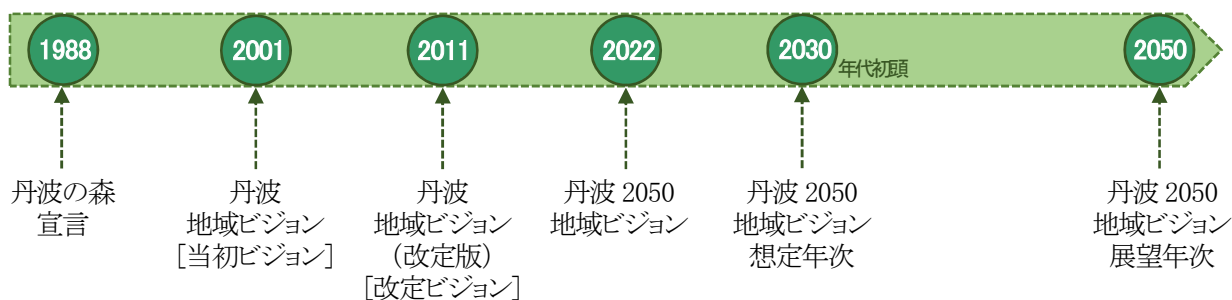 1988
2001
2011
2022
2030
年代初頭
2050
丹波の森
宣言
丹波
地域ビジョン
［当初ビジョン］
丹波
地域ビジョン
（改定版）
［改定ビジョン］
丹波 2050
地域ビジョン
丹波 2050
地域ビジョン
想定年次
丹波 2050
地域ビジョン
展望年次